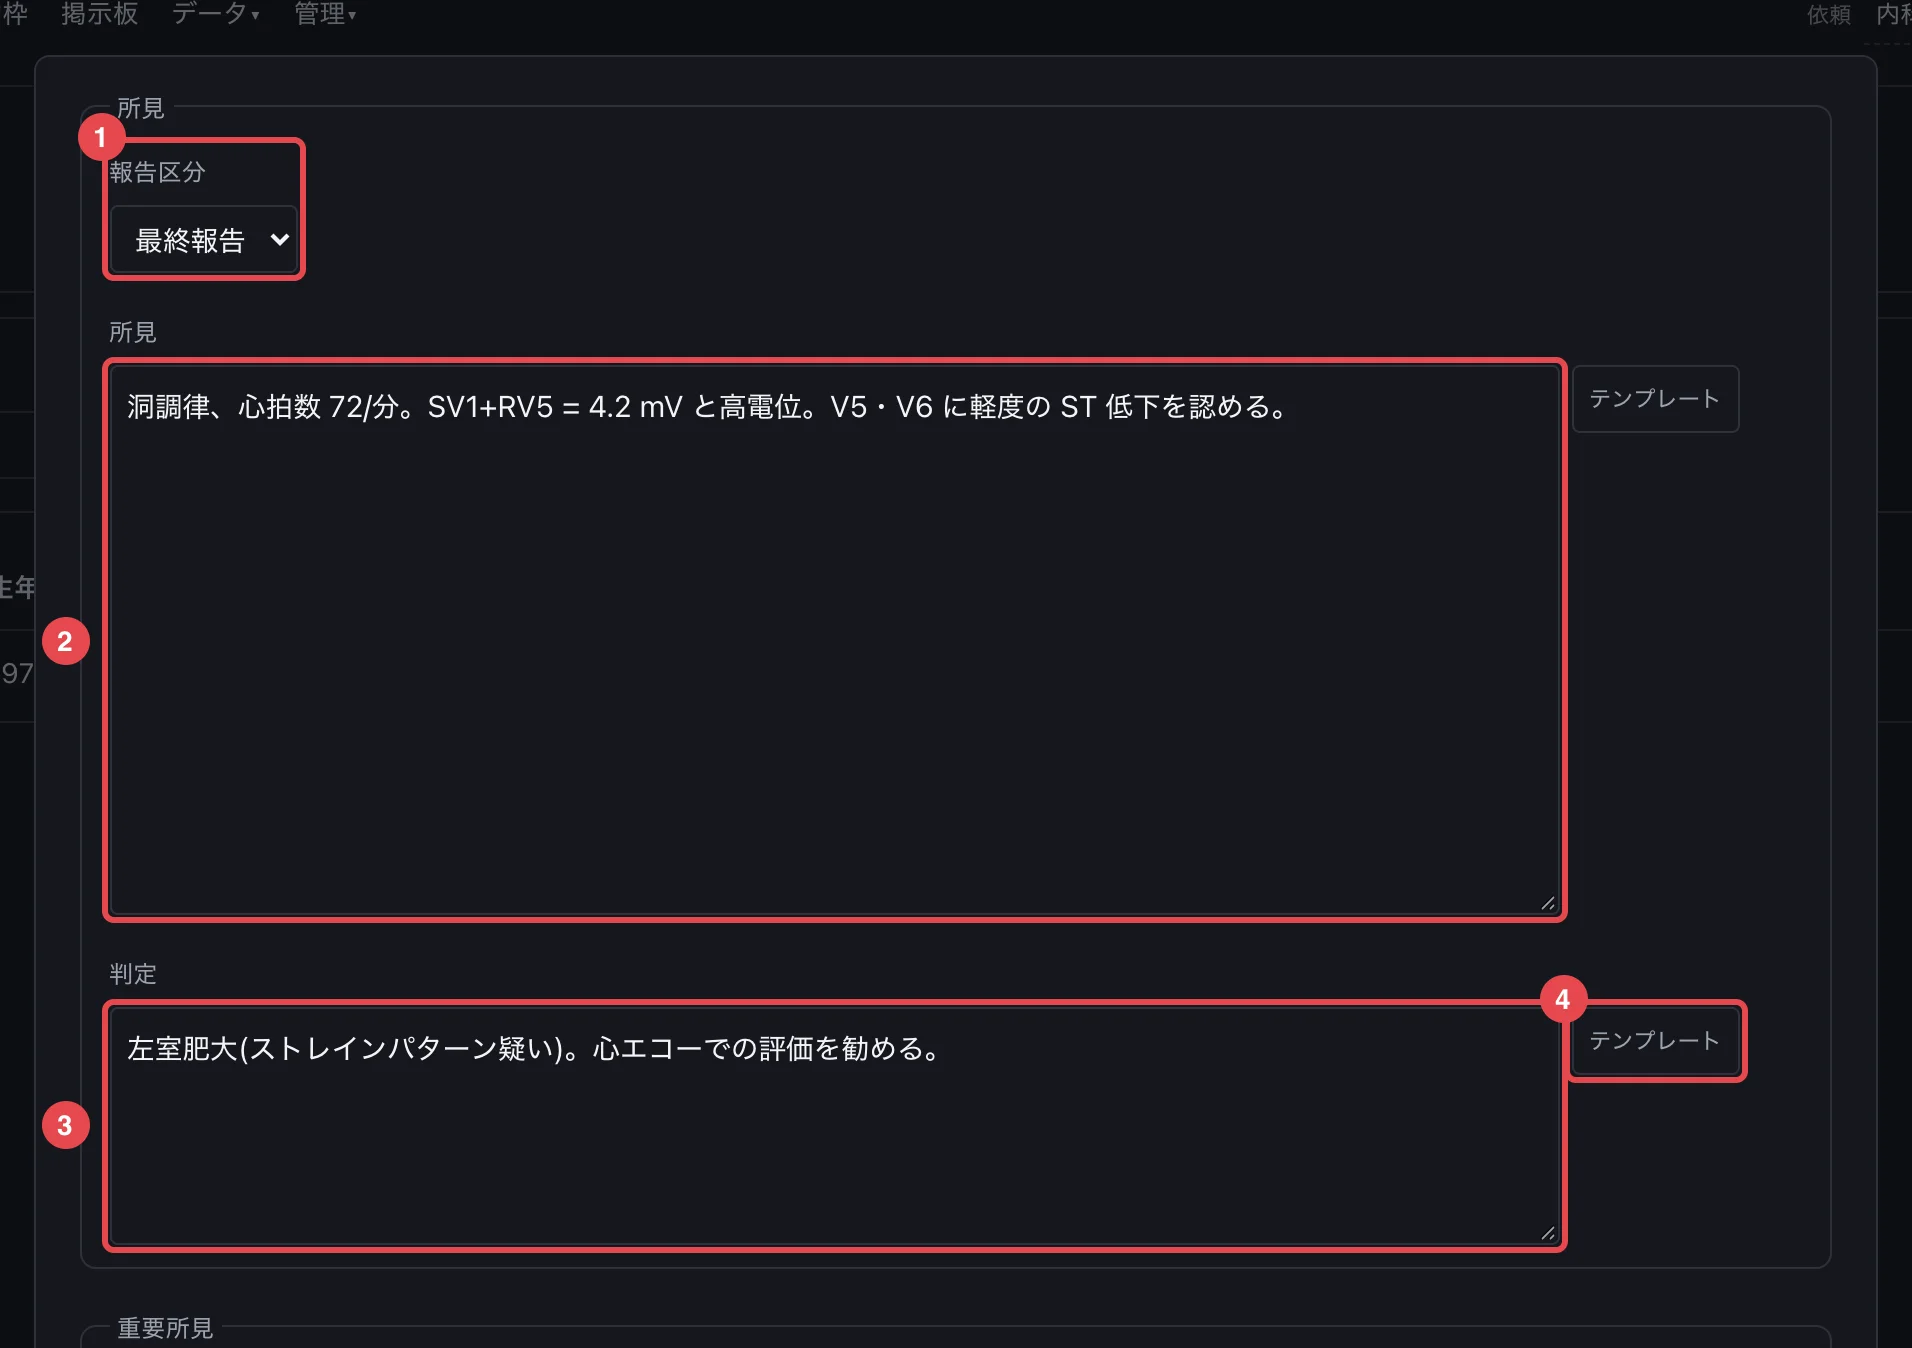 枠 掲示板 データ▾ 管理▾ 依頼
所見
1
報告区分
最終報告
所見
洞調律、心拍数 72/分。SV1+RV5 = 4.2 mV と高電位。V5・V6 に軽度の ST 低下を認める。
テンプレート
生年
2
97
判定
4
左室肥大(ストレインパターン疑い)。心エコーでの評価を勧める。
テンプレート
3
重要所見